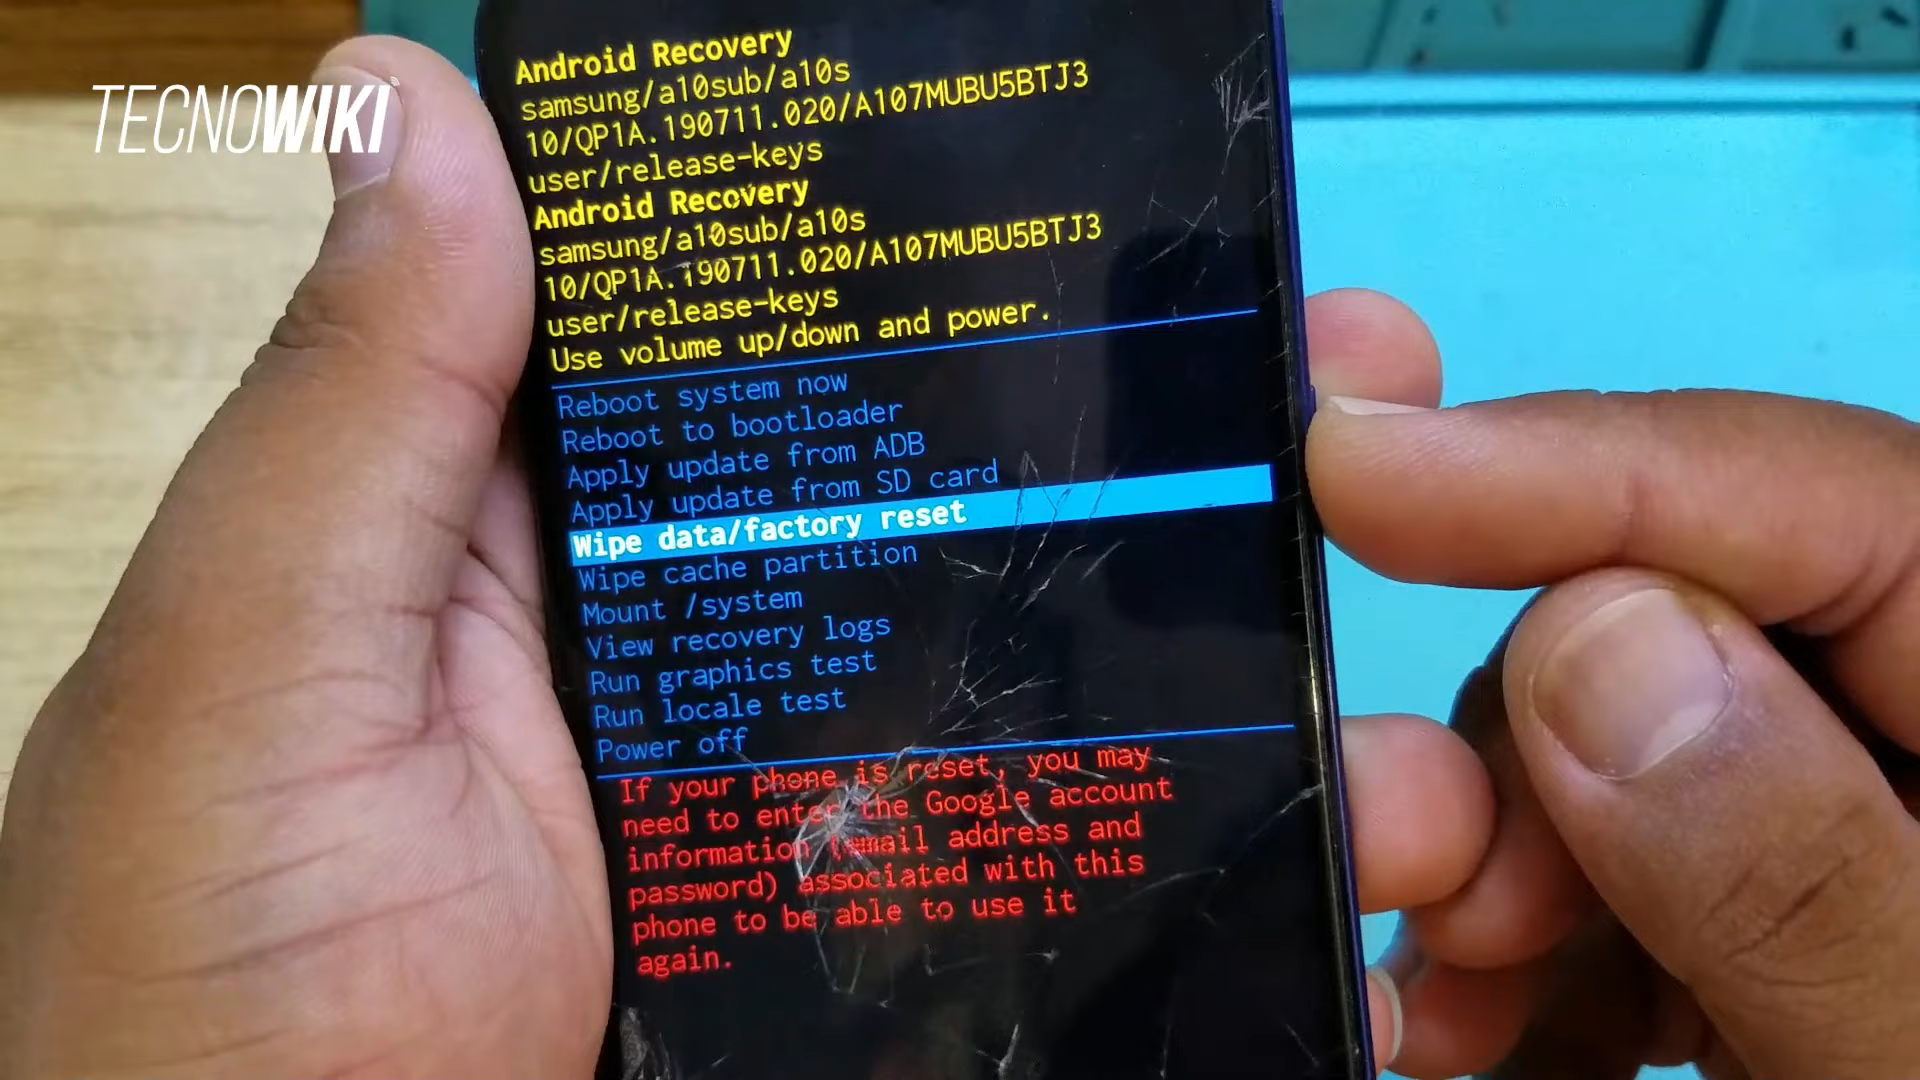 TECNOWIKI
Android Recovery
samsung/a10sub/a10s
10/QP1A.190711.020/A107MUBU5BTJ3
user/release-keys
Android Recovery
samsung/a10sub/a10s
10/QP1A.190711.020/A107MUBU5BTJ3
user/release-keys
Use volume up/down and power.
Reboot system now
Reboot to bootloader
Apply update from ADB
Apply update from SD card
Wipe data/factory reset
Wipe cache partition
Mount /system
View recovery logs
Run graphics test
Run locale test
Power off
If your phone is reset, you may
need to enter the Google account
information (email address and
password) associated with this
phone to be able to use it
again.